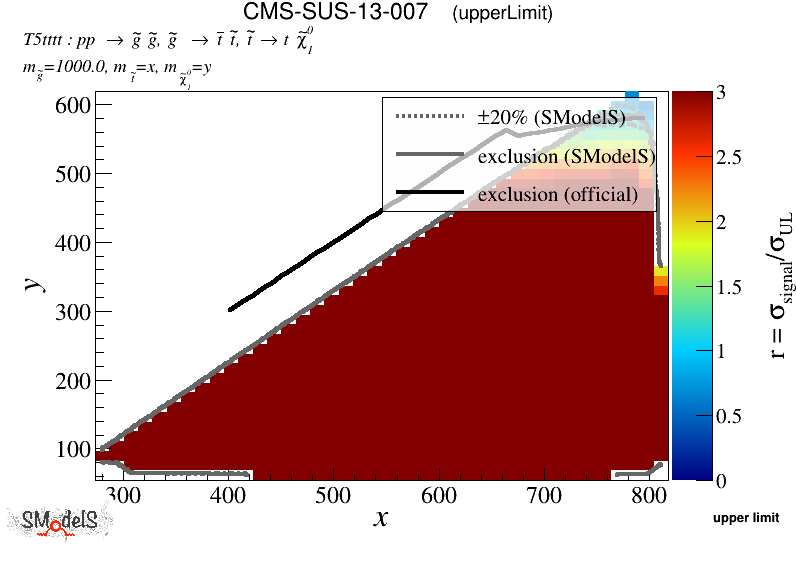 CMS-SUS-13-007 (upperLimit)
T5tttt : pp → g̃ g̃, g̃ → t̄ t̃, t̃ → t χ̃₁⁰
m_g̃=1000.0, m_t̃=x, m_χ̃₁⁰=y
±20% (SModelS)
exclusion (SModelS)
exclusion (official)
600
500
400
300
200
100
y
300 400 500 600 700 800
x
3
2.5
2
1.5
1
0.5
0
r = σ_signal/σ_UL
SModelS
upper limit